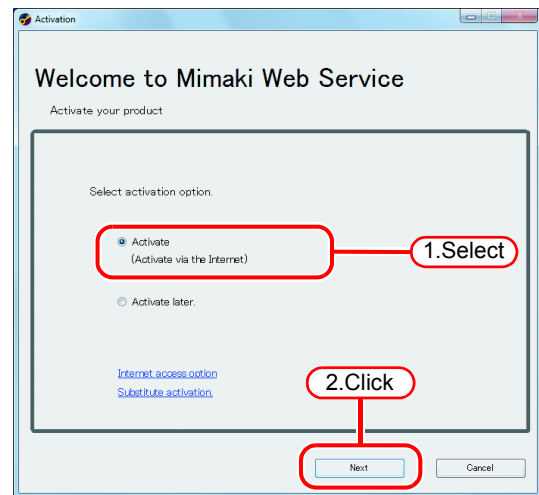 Activation
Welcome to Mimaki Web Service
Activate your product
Select activation option.
Activate
(Activate via the Internet)
1.Select
Activate later.
Internet access option
Substitute activation.
2.Click
Next
Cancel